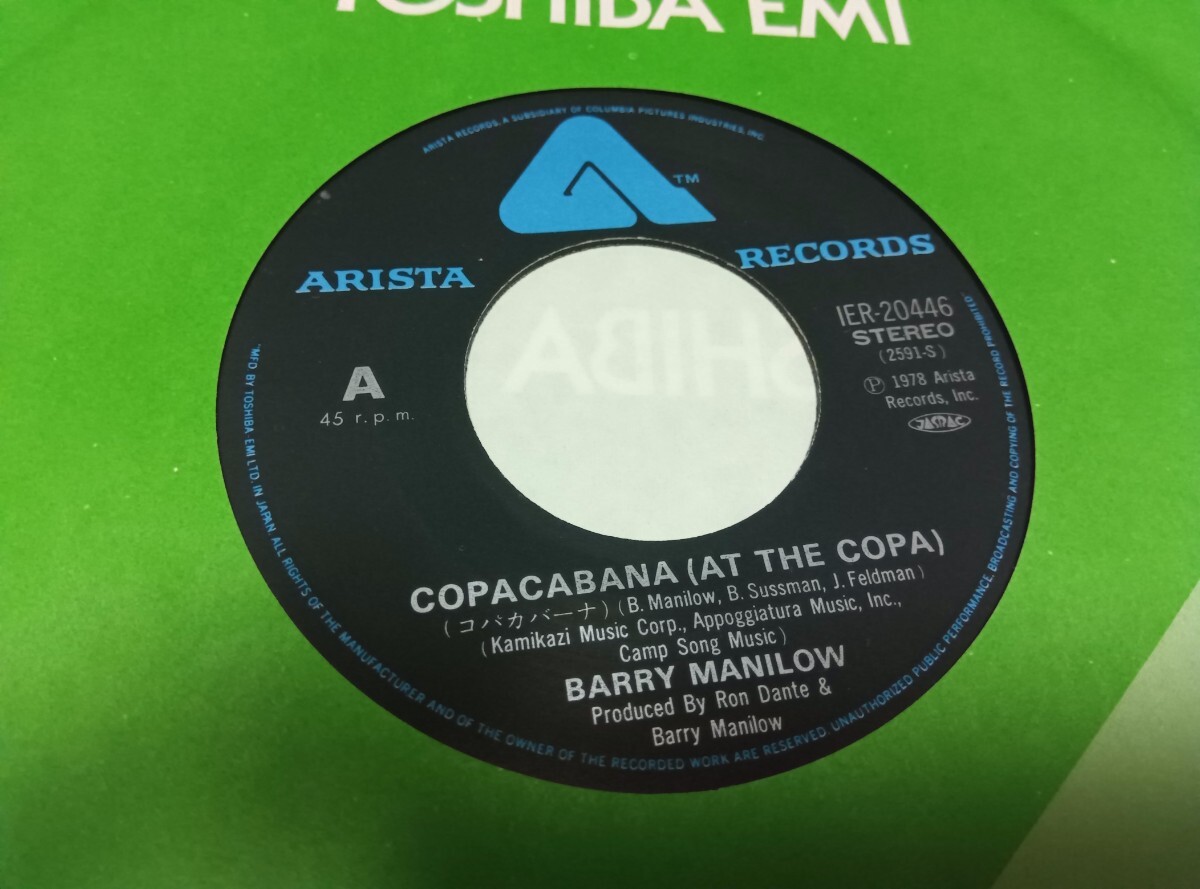 TOSHIBA EMI
ARISTA RECORDS, A SUBSIDIARY OF COLUMBIA PICTURES INDUSTRIES, INC.
TM
ARISTA RECORDS
IER-20446
STEREO
(2591-S)
Ⓟ 1978 Arista
Records, Inc.
JASRAC
A
45 r.p.m.
SHIBA
COPACABANA (AT THE COPA)
(コパカバーナ) (B. Manilow, B. Sussman, J. Feldman)
(Kamikazi Music Corp., Appoggiatura Music, Inc.,
Camp Song Music)
BARRY MANILOW
Produced By Ron Dante &
Barry Manilow
"MFD BY TOSHIBA EMI LTD. IN JAPAN ALL RIGHTS OF THE MANUFACTURER AND OF THE OWNER OF THE RECORDED WORK ARE RESERVED. UNAUTHORIZED PUBLIC PERFORMANCE, BROADCASTING AND COPYING OF THE RECORD PROHIBITED"